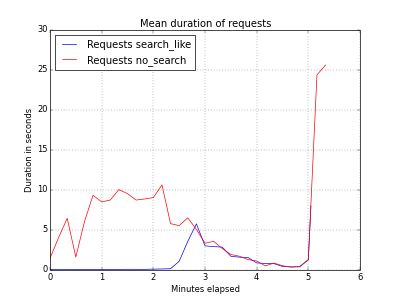 Mean duration of requests
30
25
20
15
10
5
0
Duration in seconds
Requests search_like
Requests no_search
0 1 2 3 4 5 6
Minutes elapsed